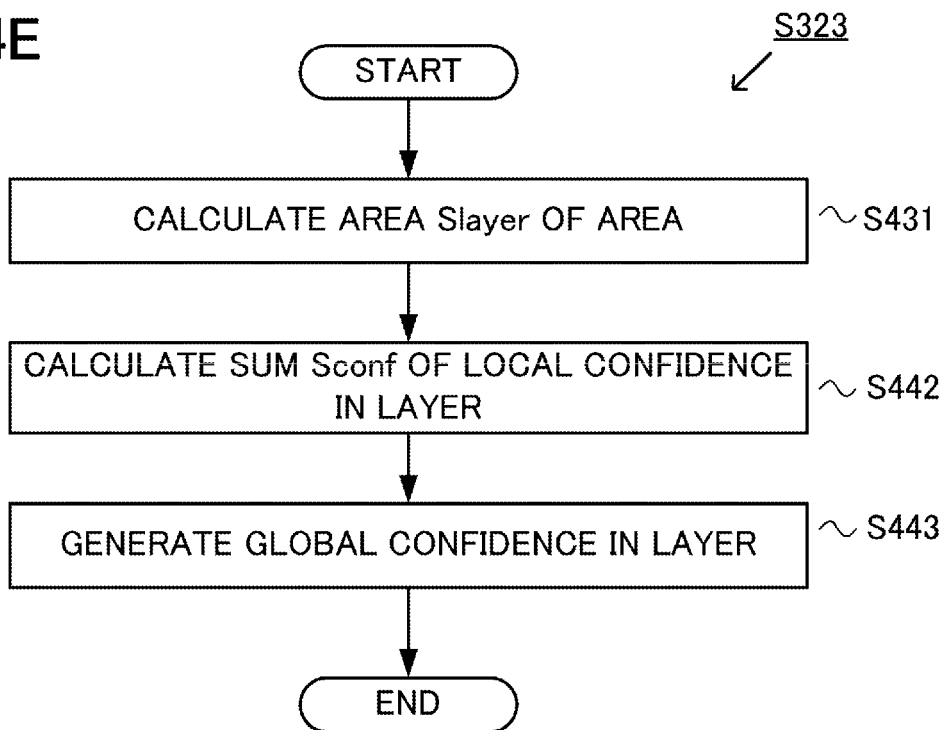 4E
S323
START
CALCULATE AREA Slayer OF AREA
S431
CALCULATE SUM Sconf OF LOCAL CONFIDENCE
IN LAYER
S442
GENERATE GLOBAL CONFIDENCE IN LAYER
S443
END